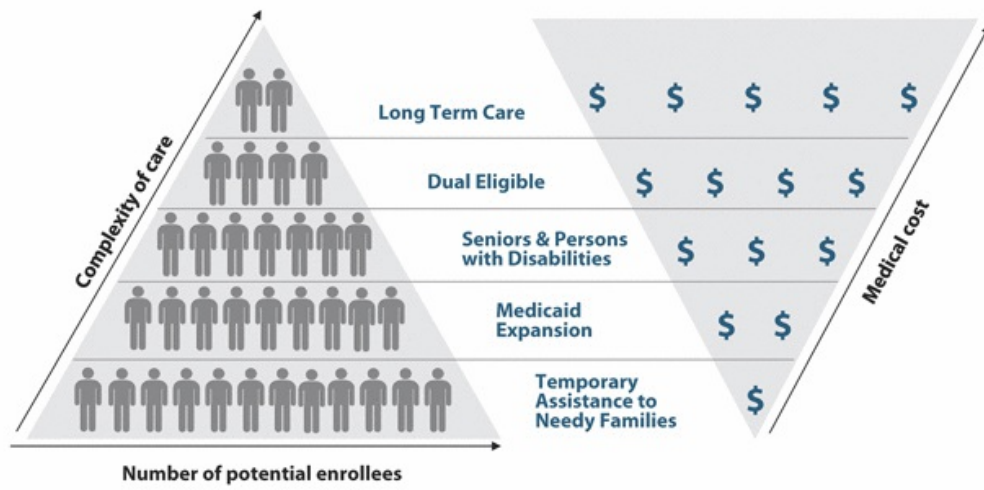 Complexity of care
Long Term Care
$ $ $ $ $
Dual Eligible
$ $ $ $
Seniors & Persons
with Disabilities
$ $ $
Medicaid
Expansion
$ $
Temporary
Assistance to
Needy Families
$
Medical cost
Number of potential enrollees